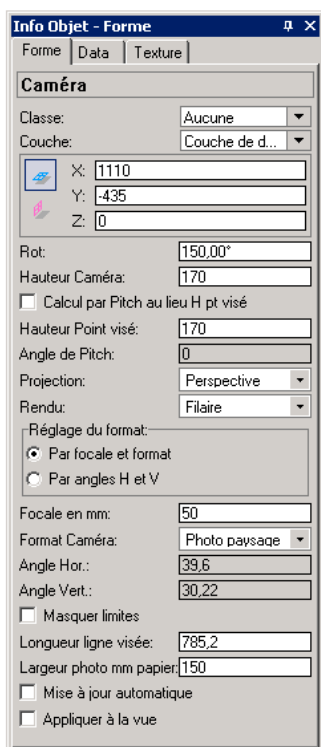 Info Objet - Forme
Forme Data Texture
Caméra
Classe: Aucune
Couche: Couche de d...
X: 1110
Y: -435
Z: 0
Rot: 150,00°
Hauteur Caméra: 170
Calcul par Pitch au lieu H pt visé
Hauteur Point visé: 170
Angle de Pitch: 0
Projection: Perspective
Rendu: Filaire
Réglage du format:
Par focale et format
Par angles H et V
Focale en mm: 50
Format Caméra: Photo paysage
Angle Hor.: 39,6
Angle Vert.: 30,22
Masquer limites
Longueur ligne visée: 785,2
Largeur photo mm papier: 150
Mise à jour automatique
Appliquer à la vue